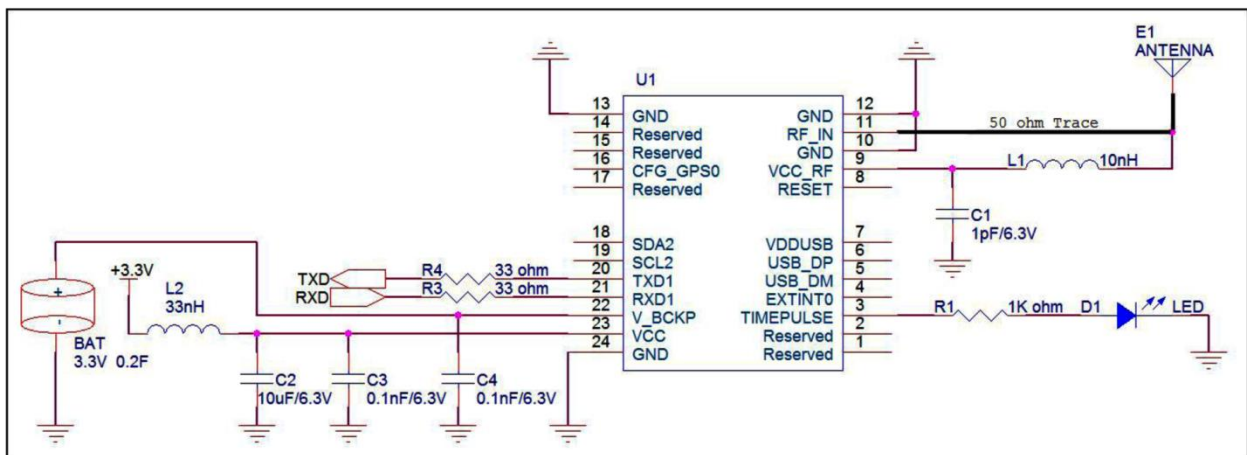 E1
ANTENNA
U1
13 GND
14 Reserved
15 Reserved
16 CFG_GPS0
17 Reserved
18 SDA2
19 SCL2
20 TXD1
21 RXD1
22 V_BCKP
23 VCC
24 GND
GND 12
RF_IN 11
GND 10
VCC_RF 9
RESET 8
VDDUSB 7
USB_DP 6
USB_DM 5
EXTINT0 4
TIMEPULSE 3
Reserved 2
Reserved 1
50 ohm Trace
L1 10nH
C1
1pF/6.3V
R1 1K ohm D1 LED
TXD R4 33 ohm
RXD R3 33 ohm
+3.3V
L2
33nH
+
-
BAT
3.3V 0.2F
C2
10uF/6.3V
C3
0.1nF/6.3V
C4
0.1nF/6.3V